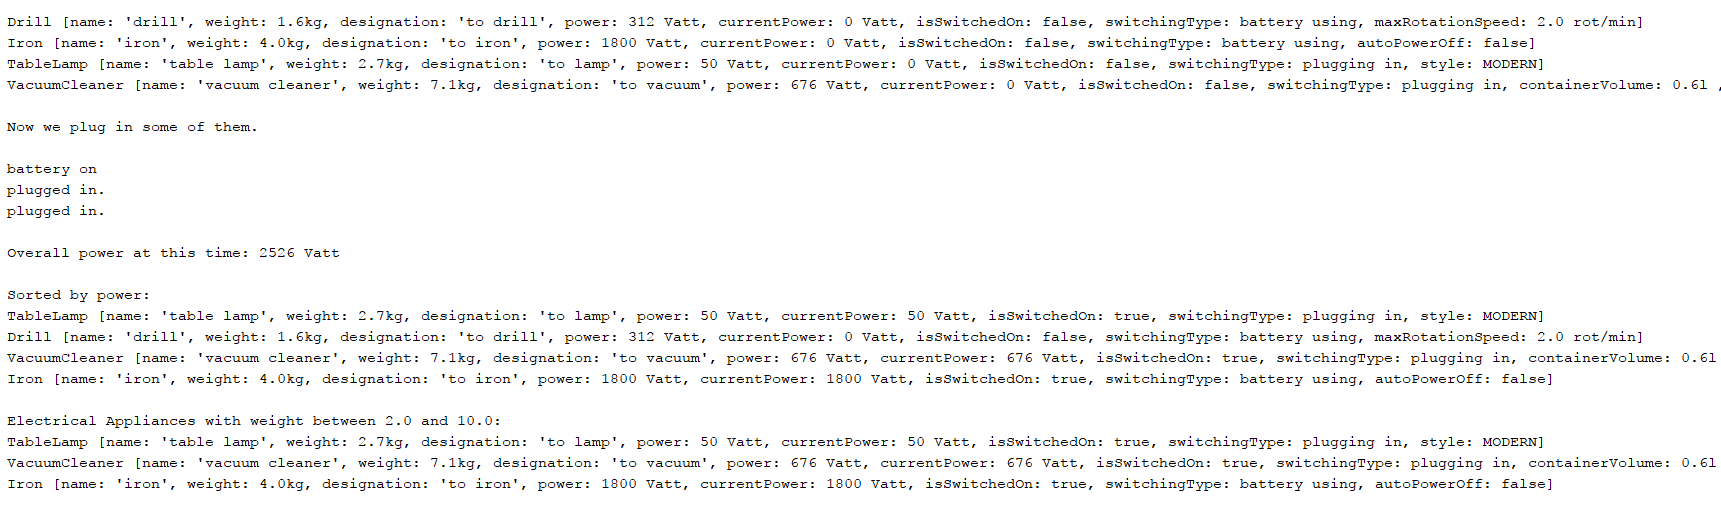 Drill [name: 'drill', weight: 1.6kg, designation: 'to drill', power: 312 Vatt, currentPower: 0 Vatt, isSwitchedOn: false, switchingType: battery using, maxRotationSpeed: 2.0 rot/min]
Iron [name: 'iron', weight: 4.0kg, designation: 'to iron', power: 1800 Vatt, currentPower: 0 Vatt, isSwitchedOn: false, switchingType: battery using, autoPowerOff: false]
TableLamp [name: 'table lamp', weight: 2.7kg, designation: 'to lamp', power: 50 Vatt, currentPower: 0 Vatt, isSwitchedOn: false, switchingType: plugging in, style: MODERN]
VacuumCleaner [name: 'vacuum cleaner', weight: 7.1kg, designation: 'to vacuum', power: 676 Vatt, currentPower: 0 Vatt, isSwitchedOn: false, switchingType: plugging in, containerVolume: 0.6l ,
Now we plug in some of them.
battery on
plugged in.
plugged in.
Overall power at this time: 2526 Vatt
Sorted by power:
TableLamp [name: 'table lamp', weight: 2.7kg, designation: 'to lamp', power: 50 Vatt, currentPower: 50 Vatt, isSwitchedOn: true, switchingType: plugging in, style: MODERN]
Drill [name: 'drill', weight: 1.6kg, designation: 'to drill', power: 312 Vatt, currentPower: 0 Vatt, isSwitchedOn: false, switchingType: battery using, maxRotationSpeed: 2.0 rot/min]
VacuumCleaner [name: 'vacuum cleaner', weight: 7.1kg, designation: 'to vacuum', power: 676 Vatt, currentPower: 676 Vatt, isSwitchedOn: true, switchingType: plugging in, containerVolume: 0.6l
Iron [name: 'iron', weight: 4.0kg, designation: 'to iron', power: 1800 Vatt, currentPower: 1800 Vatt, isSwitchedOn: true, switchingType: battery using, autoPowerOff: false]
Electrical Appliances with weight between 2.0 and 10.0:
TableLamp [name: 'table lamp', weight: 2.7kg, designation: 'to lamp', power: 50 Vatt, currentPower: 50 Vatt, isSwitchedOn: true, switchingType: plugging in, style: MODERN]
VacuumCleaner [name: 'vacuum cleaner', weight: 7.1kg, designation: 'to vacuum', power: 676 Vatt, currentPower: 676 Vatt, isSwitchedOn: true, switchingType: plugging in, containerVolume: 0.6l
Iron [name: 'iron', weight: 4.0kg, designation: 'to iron', power: 1800 Vatt, currentPower: 1800 Vatt, isSwitchedOn: true, switchingType: battery using, autoPowerOff: false]